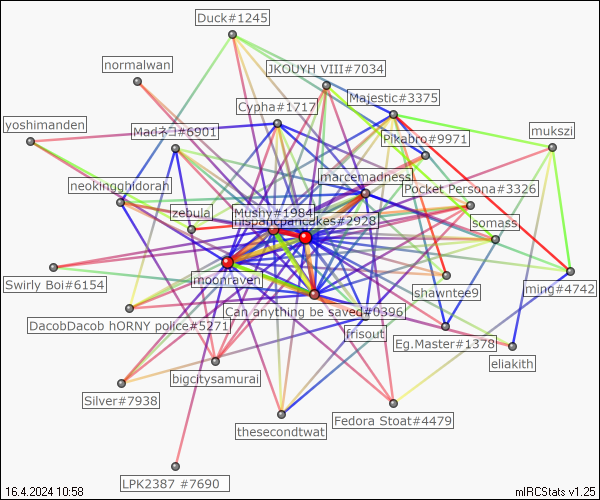 Duck#1245
normalwan
JKOUYH VIII#7034
Majestic#3375
Cypha#1717
yoshimanden
Madネコ#6901
Pikabro#9971
mukszi
marcemadness
neokingghidorah
Pocket Persona#3326
zebula
Mushy#1984
hispanicpancakes#2928
somass
Swirly Boi#6154
moonraven
shawntee9
ming#4742
Can anything be saved#0396
DacobDacob hORNY police#5271
frisout
Eg.Master#1378
eliakith
bigcitysamurai
Silver#7938
Fedora Stoat#4479
thesecondtwat
LPK2387 #7690
16.4.2024 10:58
mIRCStats v1.25